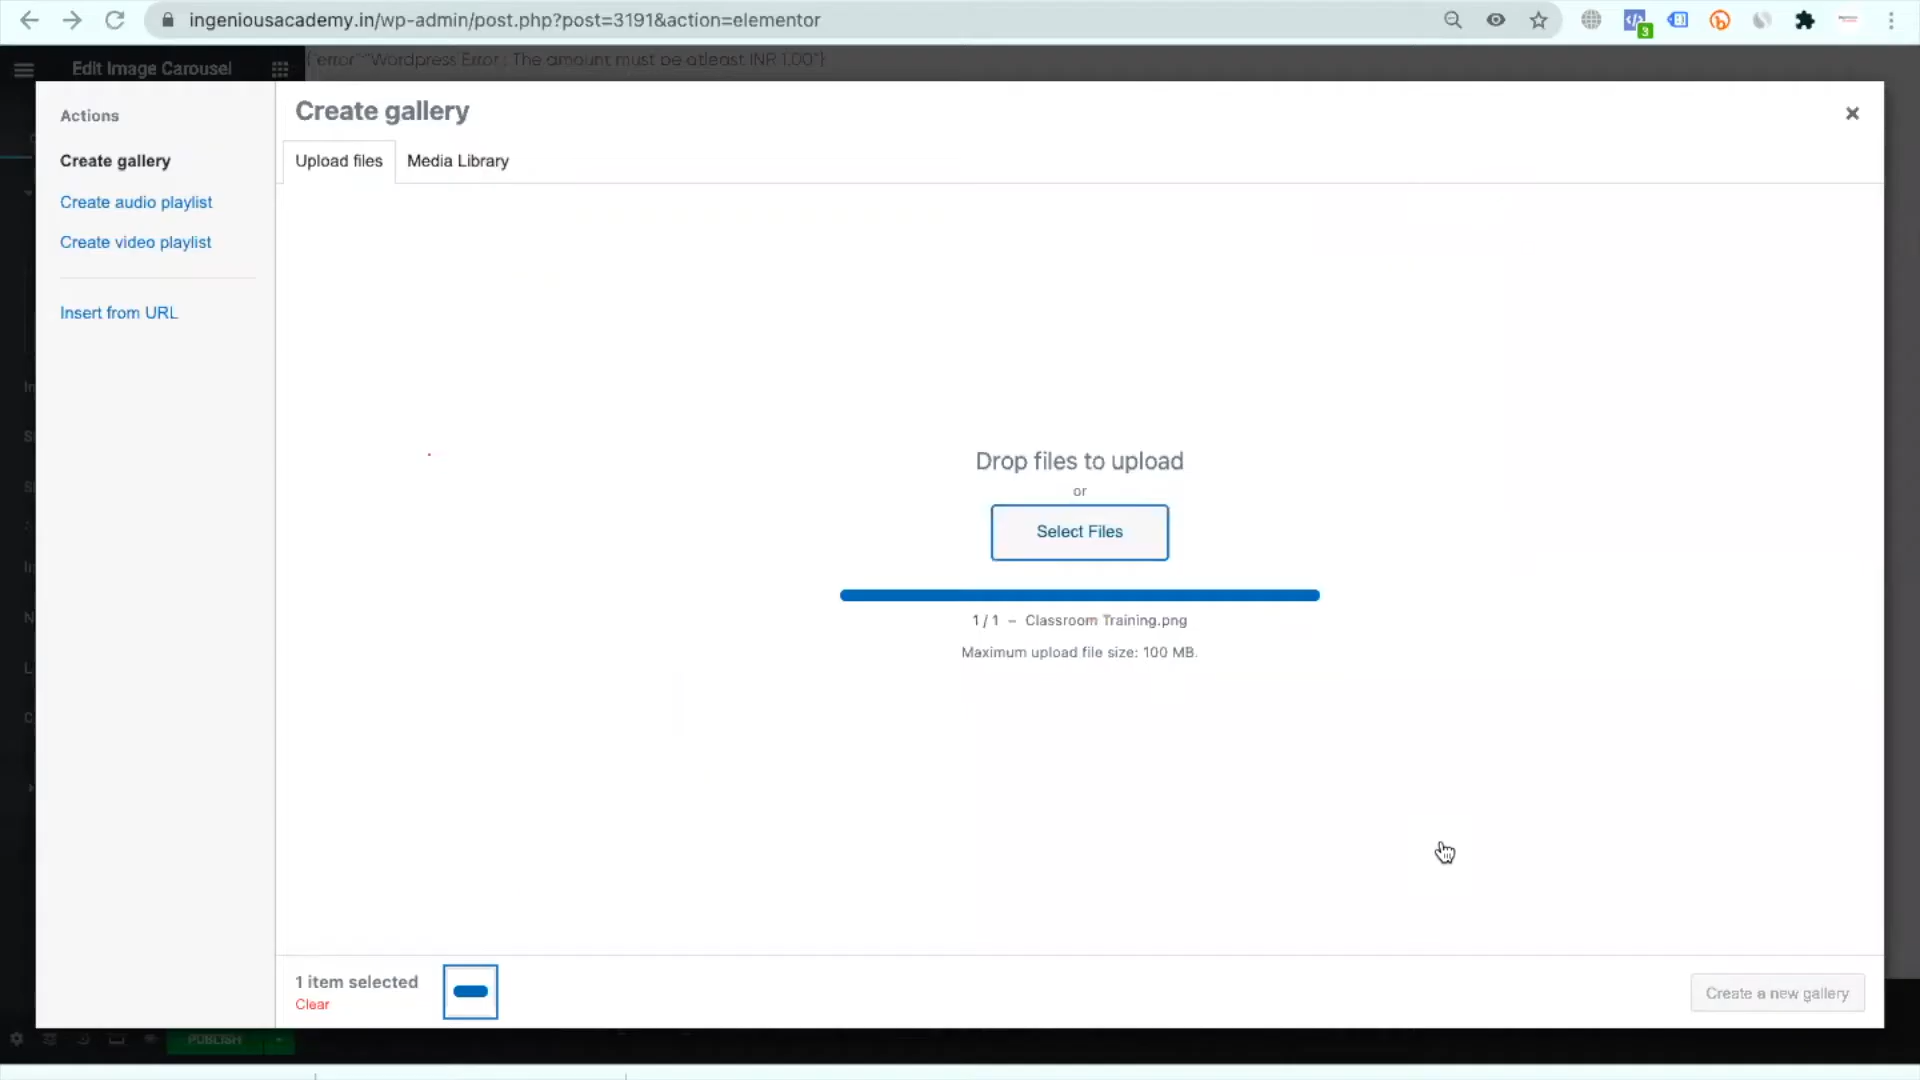 ingeniousacademy.in/wp-admin/post.php?post=3191&action=elementor
3
Edit Image Carousel
{"error":"Wordpress Error : The amount must be atleast INR 1.00"}
Actions
Create gallery
Create audio playlist
Create video playlist
Insert from URL
Create gallery
Upload files
Media Library
Drop files to upload
or
Select Files
1 / 1 – Classroom Training.png
Maximum upload file size: 100 MB.
1 item selected
Clear
Create a new gallery
PUBLISH